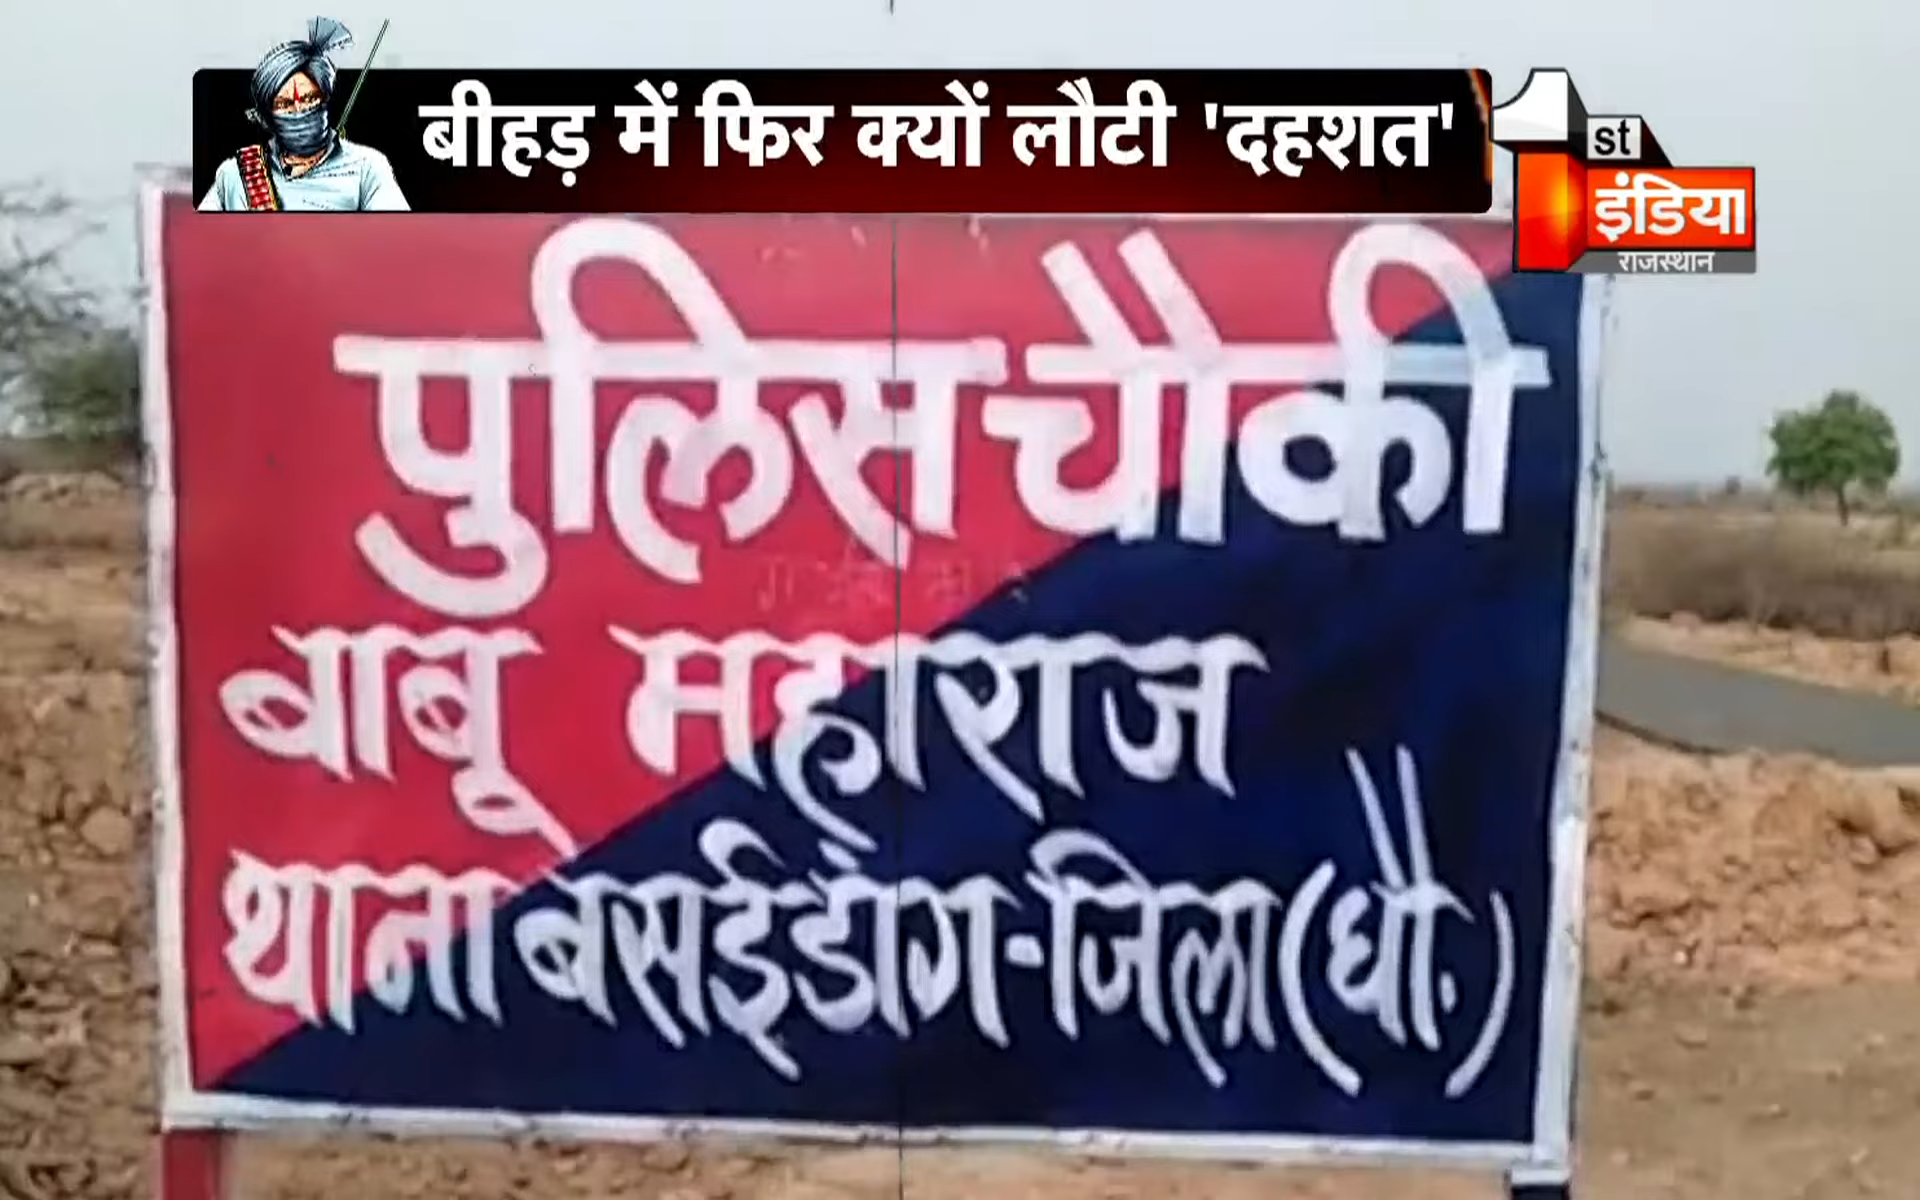 बीहड़ में फिर क्यों लौटी 'दहशत'
1st
इंडिया
राजस्थान
पुलिस चौकी
बाबू महाराज
थाना बसईडांग-जिला (धौ.)